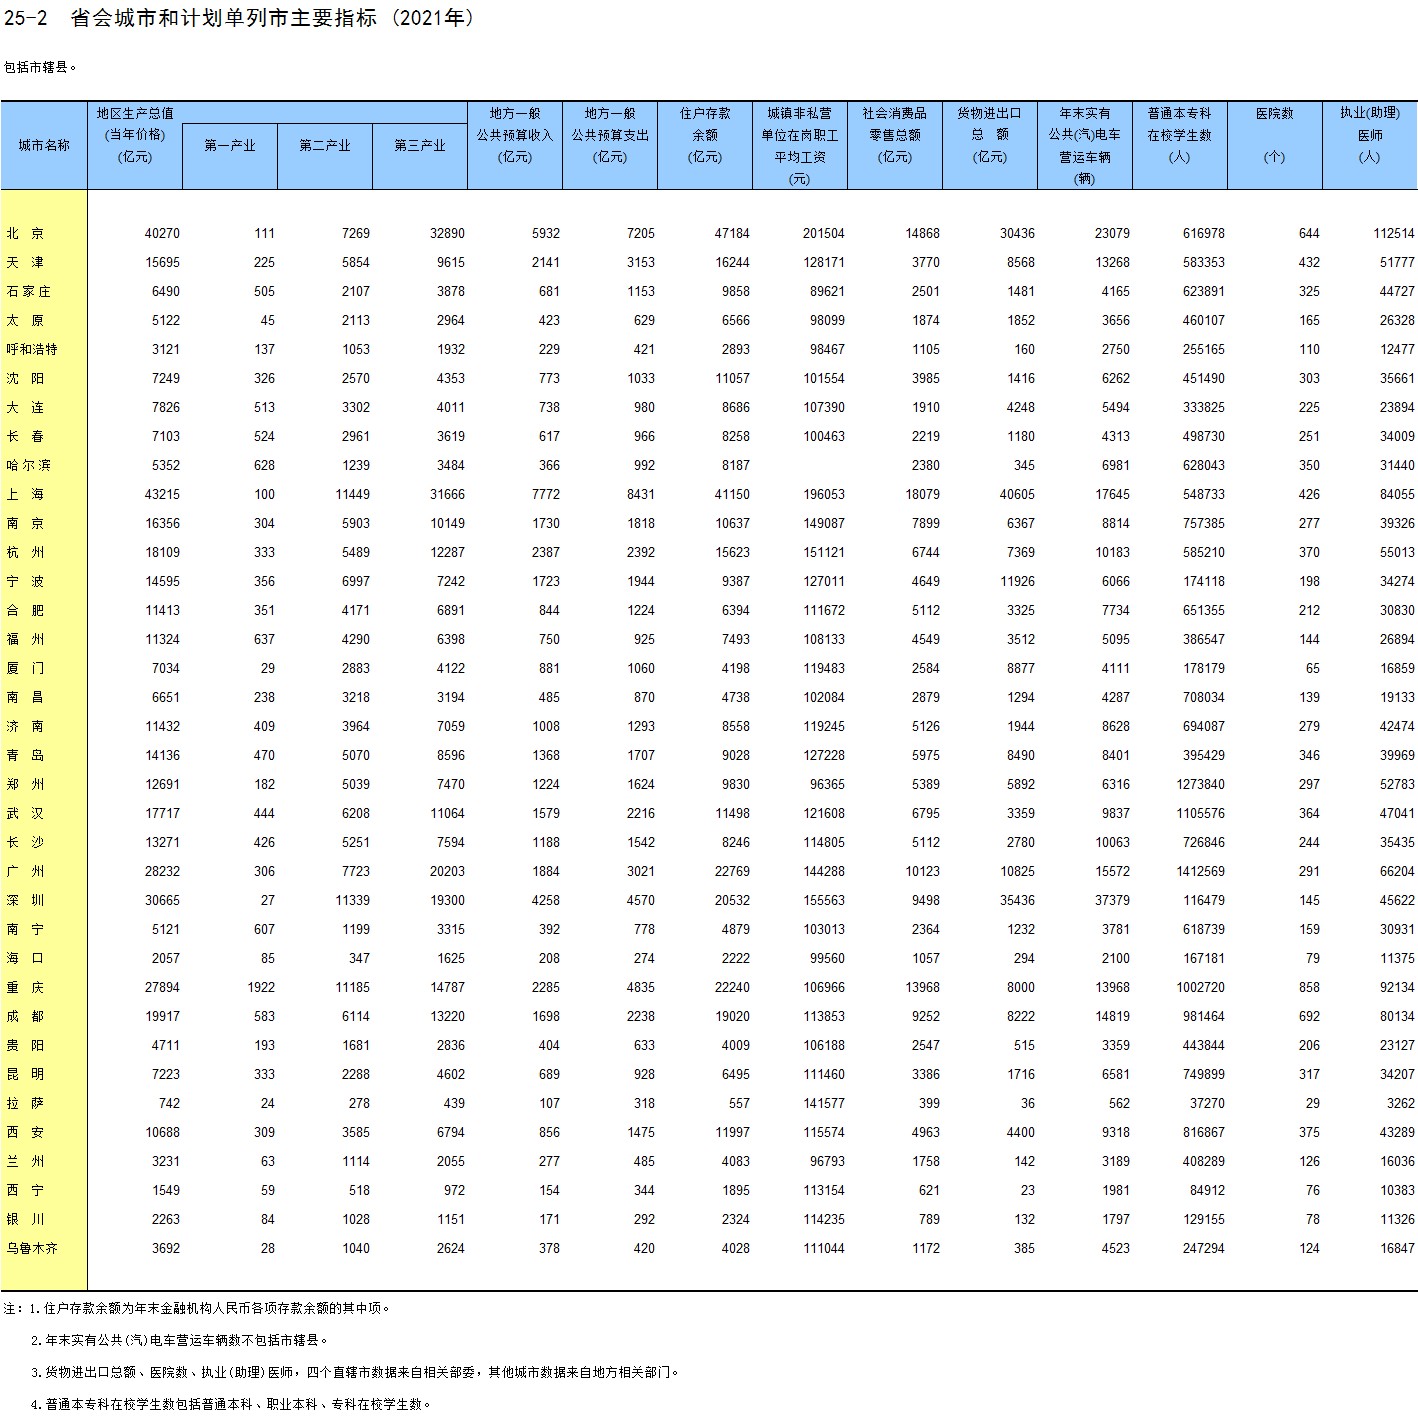 25-2 省会城市和计划单列市主要指标 (2021年)
包括市辖县。
城市名称 地区生产总值 (当年价格) (亿元) 第一产业 第二产业 第三产业 地方一般 公共预算收入 (亿元) 地方一般 公共预算支出 (亿元) 住户存款 余额 (亿元) 城镇非私营 单位在岗职工 平均工资 (元) 社会消费品 零售总额 (亿元) 货物进出口 总 额 (亿元) 年末实有 公共(汽)电车 营运车辆 (辆) 普通本专科 在校学生数 (人) 医院数 (个) 执业(助理) 医师 (人)
北 京 40270 111 7269 32890 5932 7205 47184 201504 14868 30436 23079 616978 644 112514
天 津 15695 225 5854 9615 2141 3153 16244 128171 3770 8568 13268 583353 432 51777
石家庄 6490 505 2107 3878 681 1153 9858 89621 2501 1481 4165 623891 325 44727
太 原 5122 45 2113 2964 423 629 6566 98099 1874 1852 3656 460107 165 26328
呼和浩特 3121 137 1053 1932 229 421 2893 98467 1105 160 2750 255165 110 12477
沈 阳 7249 326 2570 4353 773 1033 11057 101554 3985 1416 6262 451490 303 35661
大 连 7826 513 3302 4011 738 980 8686 107390 1910 4248 5494 333825 225 23894
长 春 7103 524 2961 3619 617 966 8258 100463 2219 1180 4313 498730 251 34009
哈尔滨 5352 628 1239 3484 366 992 8187 2380 345 6981 628043 350 31440
上 海 43215 100 11449 31666 7772 8431 41150 196053 18079 40605 17645 548733 426 84055
南 京 16356 304 5903 10149 1730 1818 10637 149087 7899 6367 8814 757385 277 39326
杭 州 18109 333 5489 12287 2387 2392 15623 151121 6744 7369 10183 585210 370 55013
宁 波 14595 356 6997 7242 1723 1944 9387 127011 4649 11926 6066 174118 198 34274
合 肥 11413 351 4171 6891 844 1224 6394 111672 5112 3325 7734 651355 212 30830
福 州 11324 637 4290 6398 750 925 7493 108133 4549 3512 5095 386547 144 26894
厦 门 7034 29 2883 4122 881 1060 4198 119483 2584 8877 4111 178179 65 16859
南 昌 6651 238 3218 3194 485 870 4738 102084 2879 1294 4287 708034 139 19133
济 南 11432 409 3964 7059 1008 1293 8558 119245 5126 1944 8628 694087 279 42474
青 岛 14136 470 5070 8596 1368 1707 9028 127228 5975 8490 8401 395429 346 39969
郑 州 12691 182 5039 7470 1224 1624 9830 96365 5389 5892 6316 1273840 297 52783
武 汉 17717 444 6208 11064 1579 2216 11498 121608 6795 3359 9837 1105576 364 47041
长 沙 13271 426 5251 7594 1188 1542 8246 114805 5112 2780 10063 726846 244 35435
广 州 28232 306 7723 20203 1884 3021 22769 144288 10123 10825 15572 1412569 291 66204
深 圳 30665 27 11339 19300 4258 4570 20532 155563 9498 35436 37379 116479 145 45622
南 宁 5121 607 1199 3315 392 778 4879 103013 2364 1232 3781 618739 159 30931
海 口 2057 85 347 1625 208 274 2222 99560 1057 294 2100 167181 79 11375
重 庆 27894 1922 11185 14787 2285 4835 22240 106966 13968 8000 13968 1002720 858 92134
成 都 19917 583 6114 13220 1698 2238 19020 113853 9252 8222 14819 981464 692 80134
贵 阳 4711 193 1681 2836 404 633 4009 106188 2547 515 3359 443844 206 23127
昆 明 7223 333 2288 4602 689 928 6495 111460 3386 1716 6581 749899 317 34207
拉 萨 742 24 278 439 107 318 557 141577 399 36 562 37270 29 3262
西 安 10688 309 3585 6794 856 1475 11997 115574 4963 4400 9318 816867 375 43289
兰 州 3231 63 1114 2055 277 485 4083 96793 1758 142 3189 408289 126 16036
西 宁 1549 59 518 972 154 344 1895 113154 621 23 1981 84912 76 10383
银 川 2263 84 1028 1151 171 292 2324 114235 789 132 1797 129155 78 11326
乌鲁木齐 3692 28 1040 2624 378 420 4028 111044 1172 385 4523 247294 124 16847
注：1.住户存款余额为年末金融机构人民币各项存款余额的其中项。
2.年末实有公共(汽)电车营运车辆数不包括市辖县。
3.货物进出口总额、医院数、执业(助理)医师，四个直辖市数据来自相关部委，其他城市数据来自地方相关部门。
4.普通本专科在校学生数包括普通本科、职业本科、专科在校学生数。